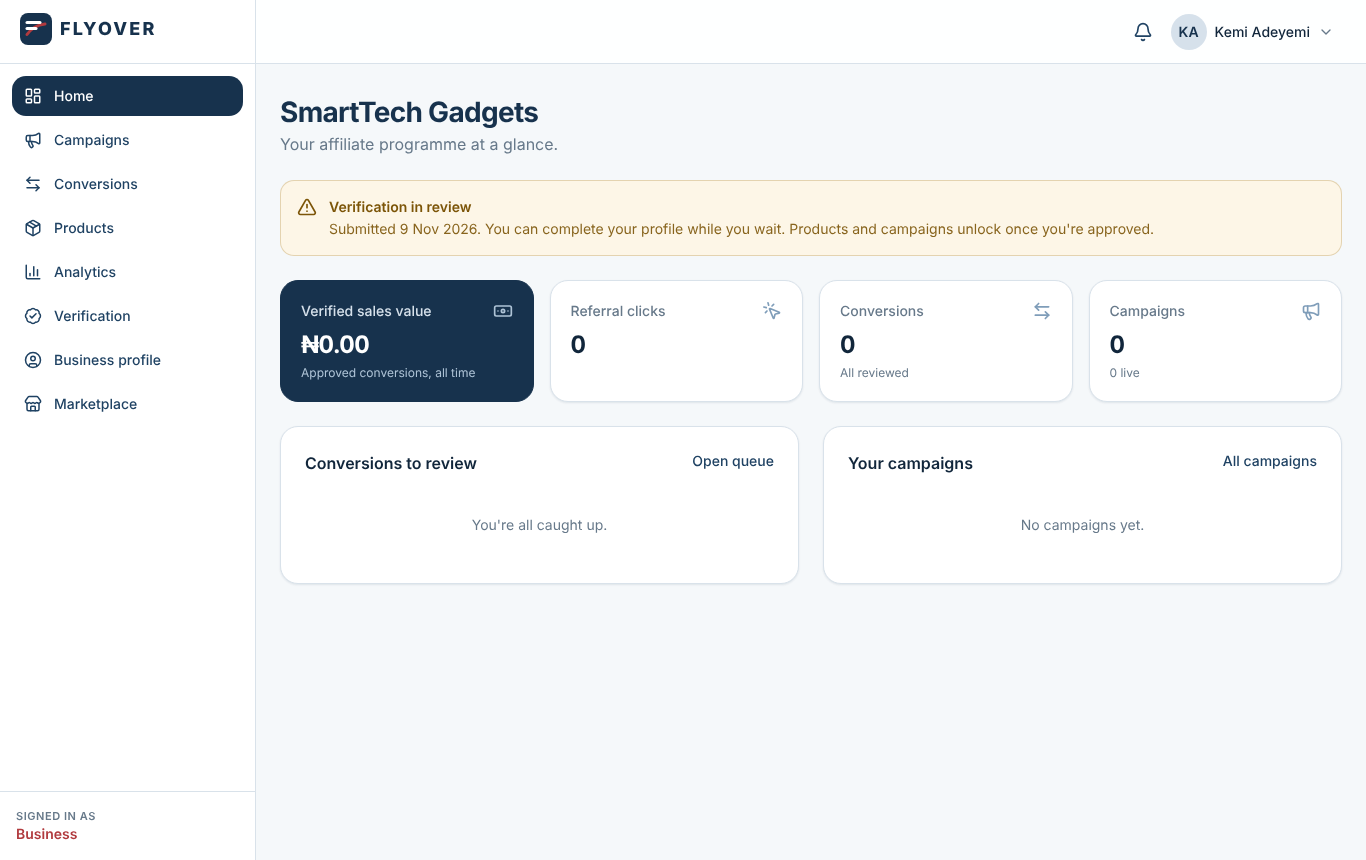 FLYOVER
KA
Kemi Adeyemi
Home
Campaigns
Conversions
Products
Analytics
Verification
Business profile
Marketplace
SIGNED IN AS
Business
SmartTech Gadgets
Your affiliate programme at a glance.
Verification in review
Submitted 9 Nov 2026. You can complete your profile while you wait. Products and campaigns unlock once you're approved.
Verified sales value
₦0.00
Approved conversions, all time
Referral clicks
0
Conversions
0
All reviewed
Campaigns
0
0 live
Conversions to review
Open queue
You're all caught up.
Your campaigns
All campaigns
No campaigns yet.